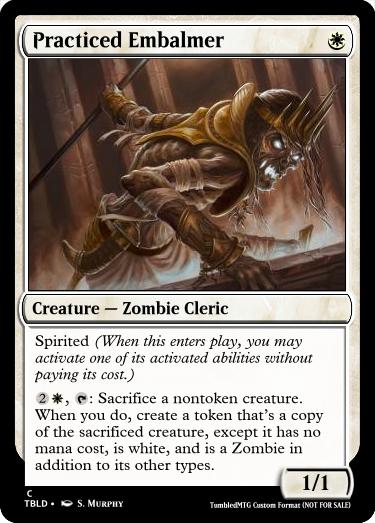 Practiced Embalmer
Creature — Zombie Cleric
Spirited (When this enters play, you may
activate one of its activated abilities without
paying its cost.)
2, : Sacrifice a nontoken creature.
When you do, create a token that's a copy
of the sacrificed creature, except it has no
mana cost, is white, and is a Zombie in
addition to its other types.
1/1
C
TBLD • S. Murphy
TumbledMTG Custom Format (NOT FOR SALE)